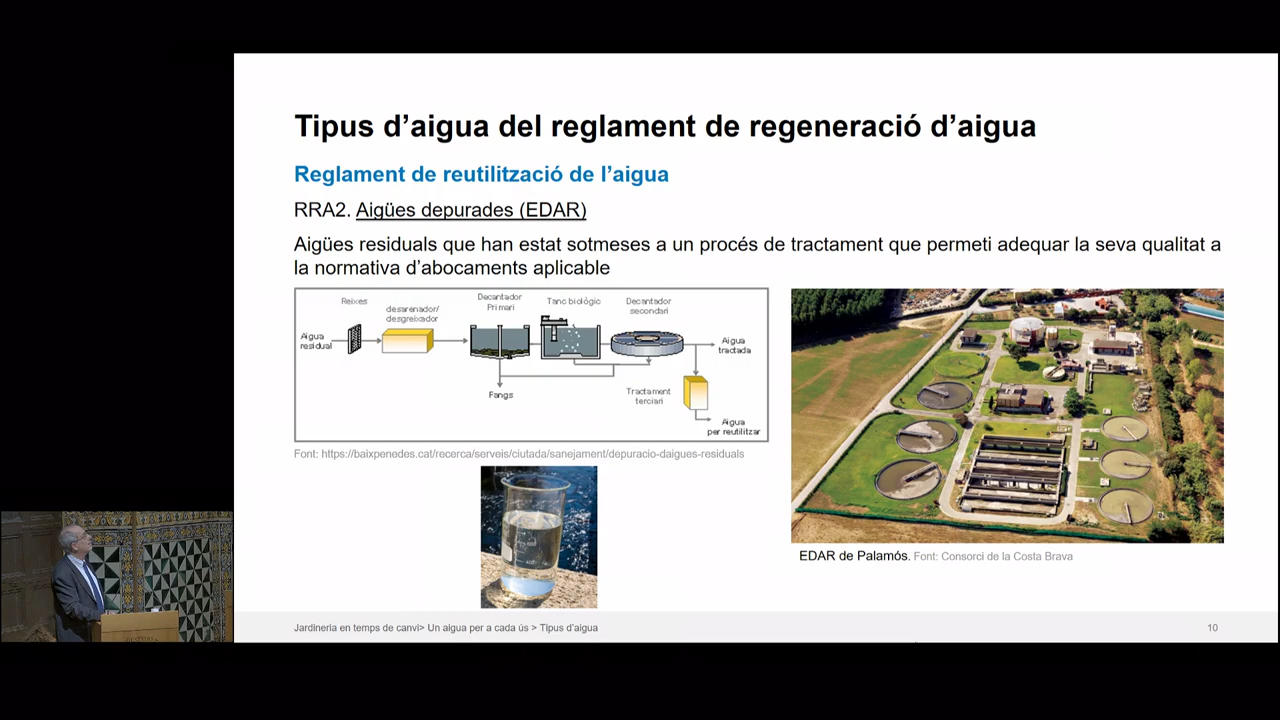 Tipus d'aigua del reglament de regeneració d'aigua
Reglament de reutilització de l'aigua
RRA2. Aigües depurades (EDAR)
Aigües residuals que han estat sotmeses a un procés de tractament que permeti adequar la seva qualitat a
la normativa d'abocaments aplicable
Reixes
desarenador/
desgreixador
Decantador
Primari
Tanc biològic
Decantador
secondari
Aigua
residual
Aigua
tractada
Fangs
Tractament
terciari
Aigua
per reutilitzar
Font: https://baixpenedes.cat/recerca/serveis/ciutada/sanejament/depuracio-daigues-residuals
EDAR de Palamós. Font: Consorci de la Costa Brava
Jardineria en temps de canvi> Un aigua per a cada ús > Tipus d'aigua
10